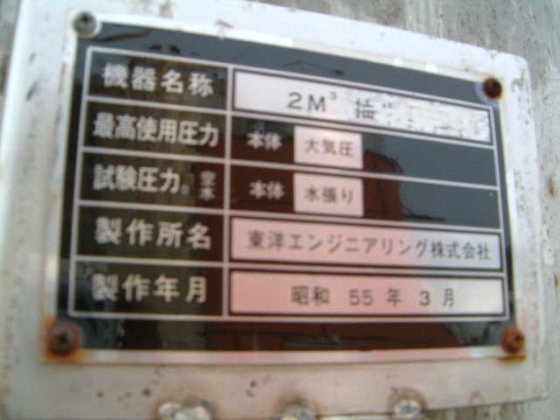 機器名称 2M³ 抽
最高使用圧力 本体 大気圧
試験圧力 本体 水張り
製作所名 東洋エンジニアリング株式会社
製作年月 昭和 55 年 3 月